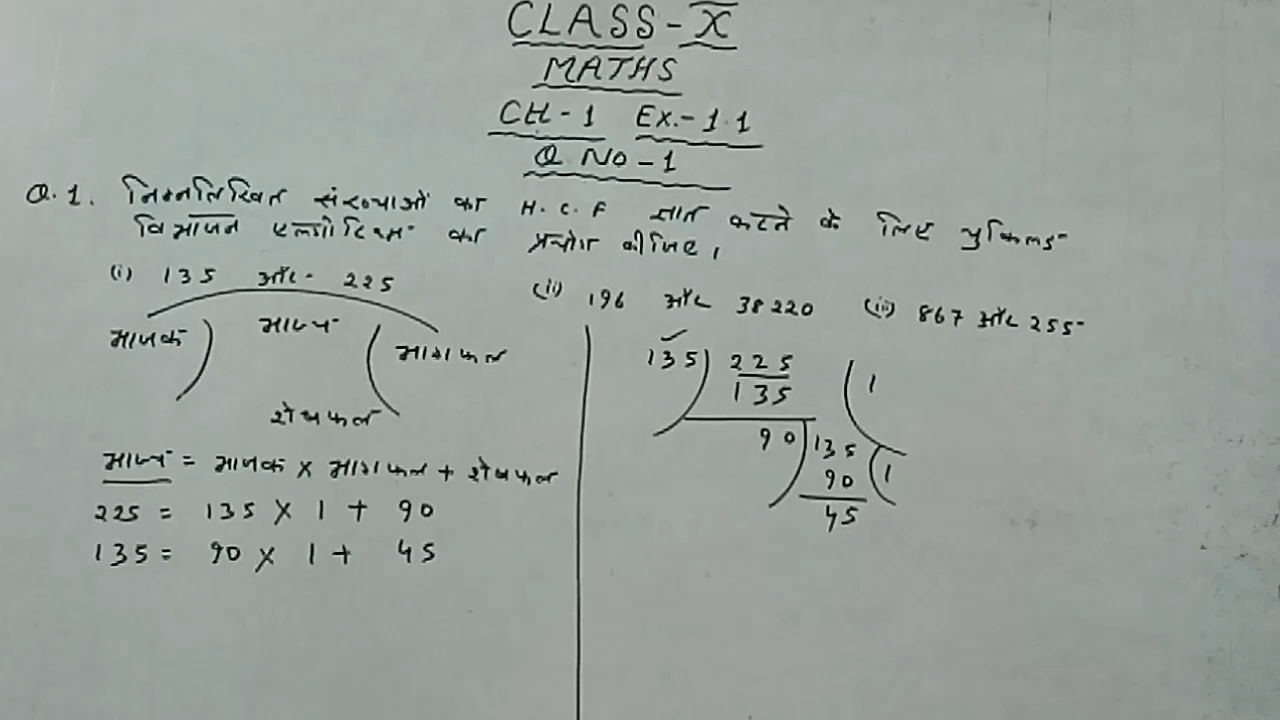 CLASS - X
MATHS
CH - 1 Ex.- 1.1
Q No - 1
Q. 1. निम्नलिखित संख्याओं का H. C. F ज्ञात करने के लिए युक्लिड
विभाजन एल्गोरिथ्म का प्रयोग कीजिए।
(i) 135 और 225
(ii) 196 और 38220
(iii) 867 और 255
भाजक ) भाज्य ( भागफल
शेषफल
भाज्य = भाजक × भागफल + शेषफल
225 = 135 × 1 + 90
135 = 90 × 1 + 45
135 ) 225 ( 1
135
90 ) 135 ( 1
90
45